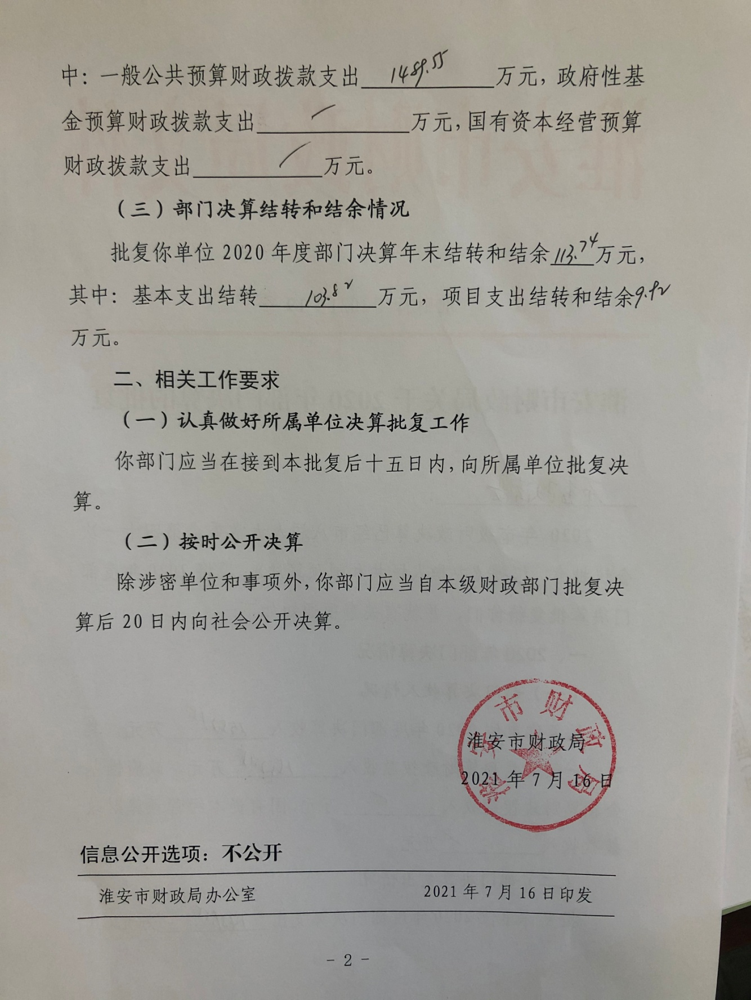 中：一般公共预算财政拨款支出 1489.55 万元，政府性基
金预算财政拨款支出 / 万元，国有资本经营预算
财政拨款支出 / 万元。
（三）部门决算结转和结余情况
批复你单位 2020 年度部门决算年末结转和结余 113.74 万元，
其中：基本支出结转 103.82 万元，项目支出结转和结余 9.92
万元。
二、相关工作要求
（一）认真做好所属单位决算批复工作
你部门应当在接到本批复后十五日内，向所属单位批复决
算。
（二）按时公开决算
除涉密单位和事项外，你部门应当自本级财政部门批复决
算后 20 日内向社会公开决算。
淮安市财政局
淮安市财政局
2021 年 7 月 16 日
信息公开选项：不公开
淮安市财政局办公室 2021 年 7 月 16 日印发
- 2 -